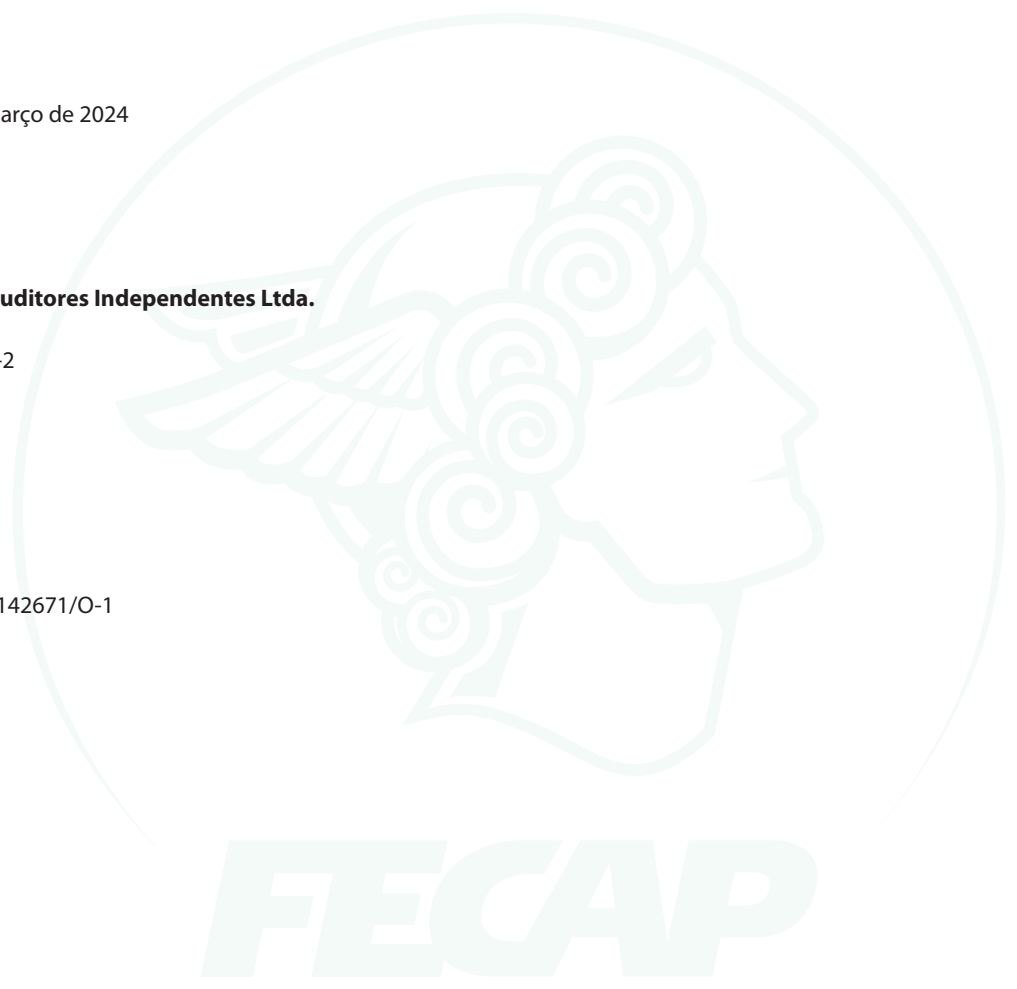 arço de 2024
uditores Independentes Ltda.
-2
142671/O-1
FECAP